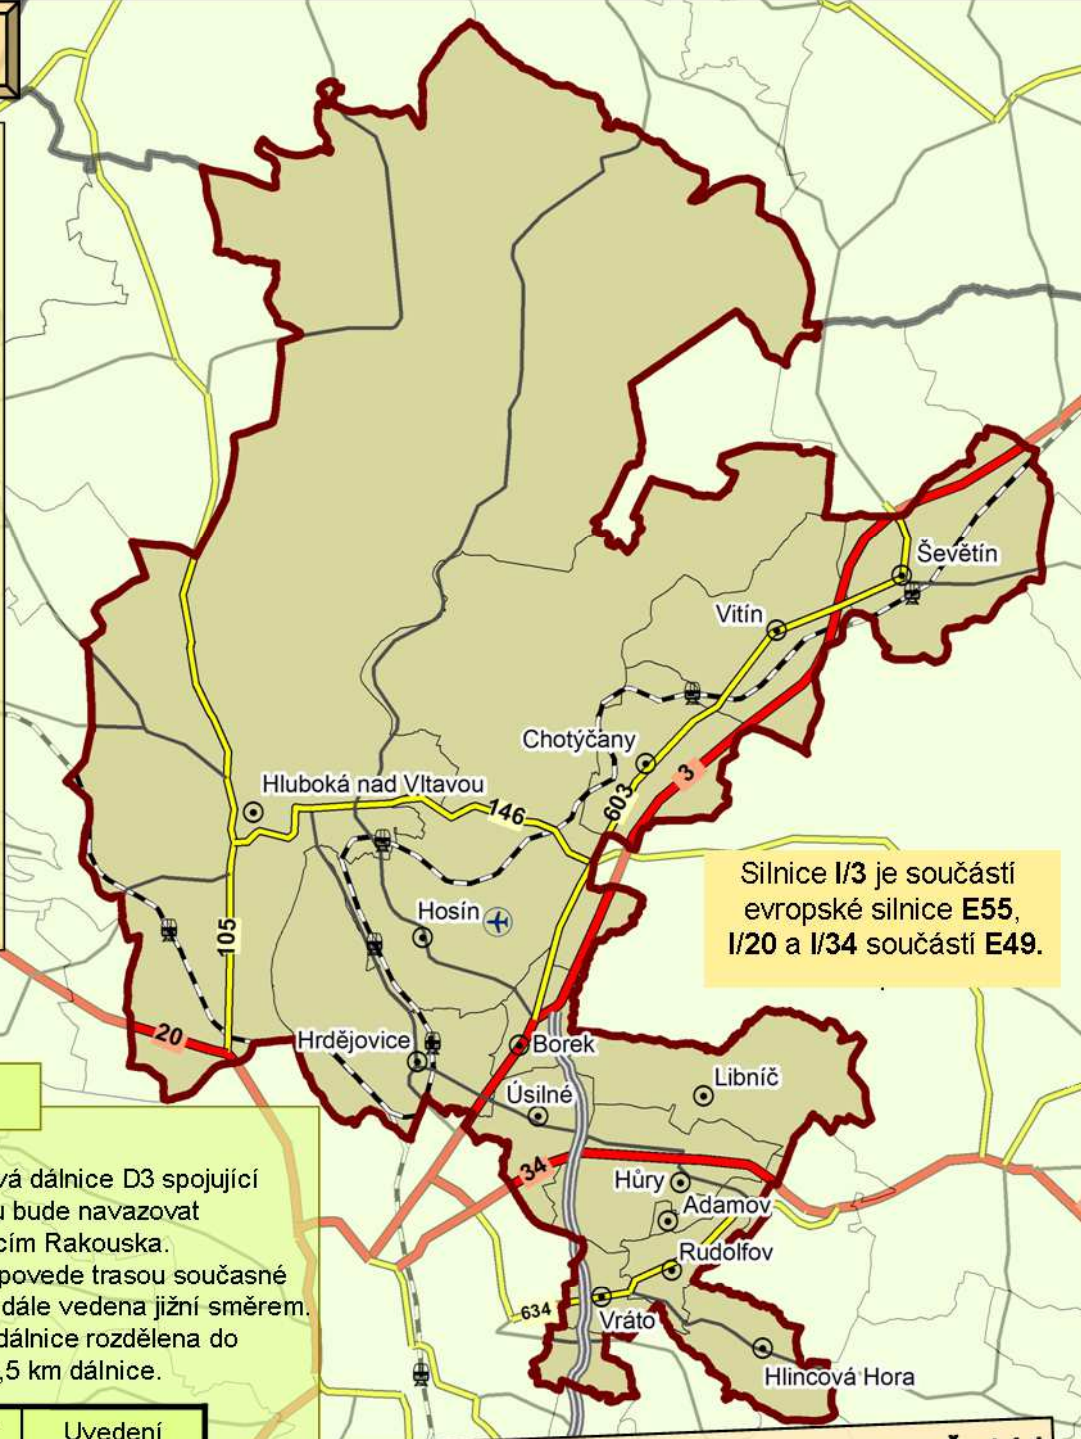 Ševětín
Vitín
Chotýčany
3
603
Hluboká nad Vltavou
146
Silnice I/3 je součástí
evropské silnice E55,
I/20 a I/34 součástí E49.
Hosín
105
20
Hrdějovice
Borek
Libníč
Úsilné
34
Hůry
Adamov
Rudolfov
634
Vráto
Hlincová Hora
vá dálnice D3 spojující
u bude navazovat
cím Rakouska.
povede trasou současné
dále vedena jižní směrem.
dálnice rozdělena do
,5 km dálnice.
Uvedení